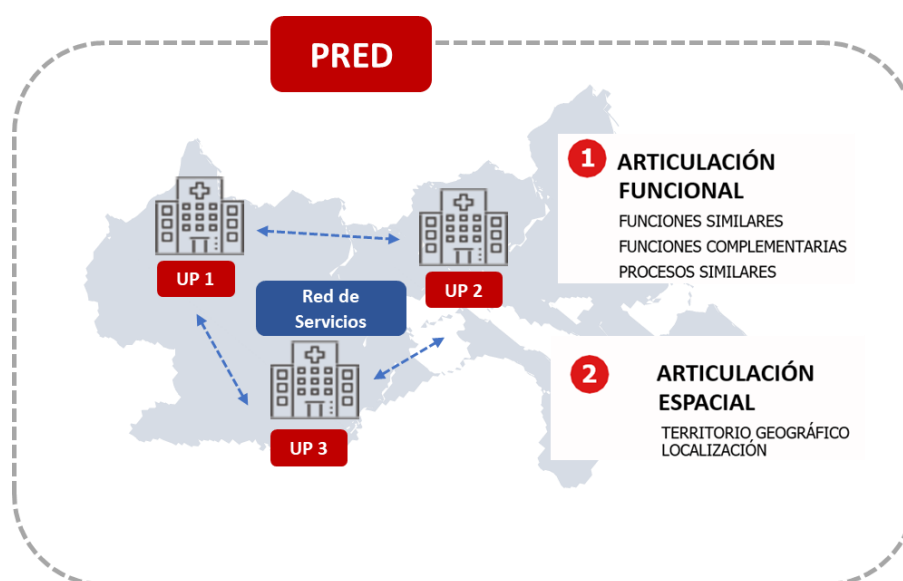 PRED
1
ARTICULACIÓN
FUNCIONAL
FUNCIONES SIMILARES
FUNCIONES COMPLEMENTARIAS
PROCESOS SIMILARES
UP 1
UP 2
Red de
Servicios
UP 3
2
ARTICULACIÓN
ESPACIAL
TERRITORIO GEOGRÁFICO
LOCALIZACIÓN